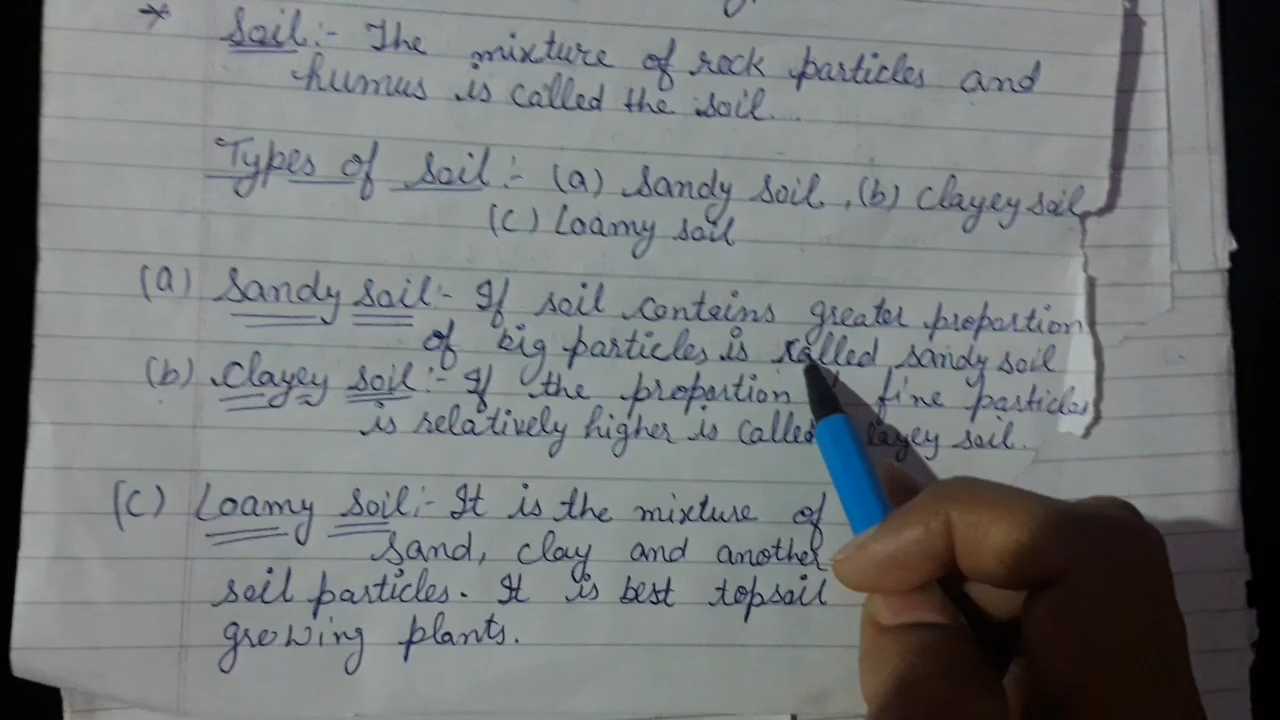 * Soil:- The mixture of rock particles and
humus is called the soil...
Types of Soil:- (a) Sandy soil, (b) Clayey soil
(c) Loamy soil
(a) Sandy soil:- If soil contains greater proportion
of big particles is called sandy soil
(b) Clayey soil:- If the proportion fine particles
is relatively higher is called layey soil.
(c) Loamy soil:- It is the mixture of
sand, clay and another
soil particles. It is best topsoil
growing plants.